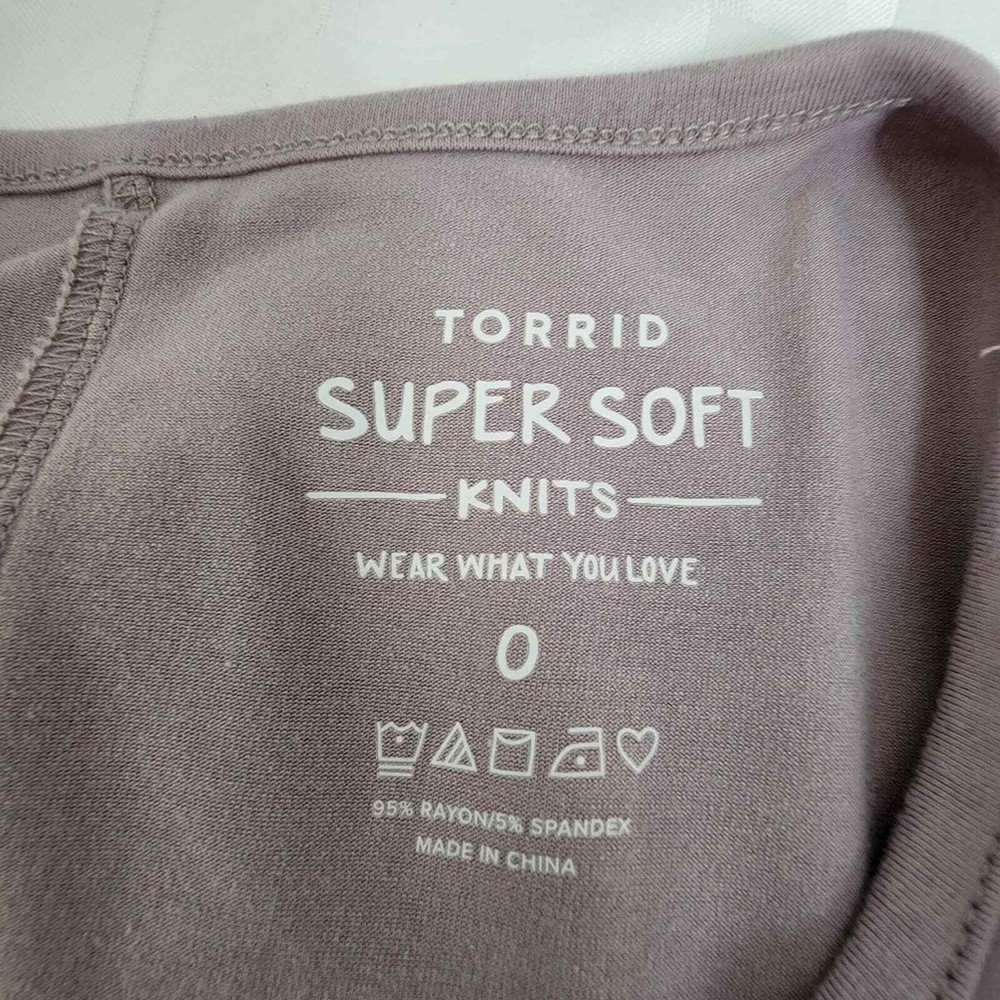 TORRID
SUPER SOFT
KNITS
WEAR WHAT YOU LOVE
0
95% RAYON/5% SPANDEX
MADE IN CHINA